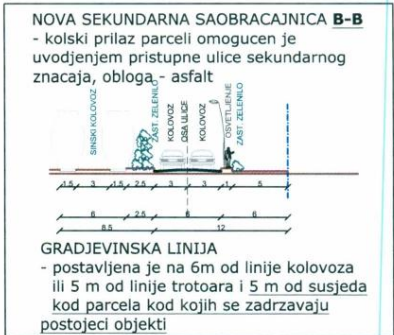 NOVA SEKUNDARNA SAOBRACAJNICA B-B
- kolski prilaz parceli omogucen je
uvodjenjem pristupne ulice sekundarnog
znacaja, obloga - asfalt
SINSKI KOLOVOZ
ZAST. ZELENILO
KOLOVOZ
OSA ULICE
KOLOVOZ
OSVETLJENJE
ZAST. ZELENILO
1.5 3 1.5 2.5 3 3 1 5
6 2.5 6 6
8.5 12
GRADJEVINSKA LINIJA
- postavljena je na 6m od linije kolovoza
ili 5 m od linije trotoara i 5 m od susjeda
kod parcela kod kojih se zadrzavaju
postojeci objekti